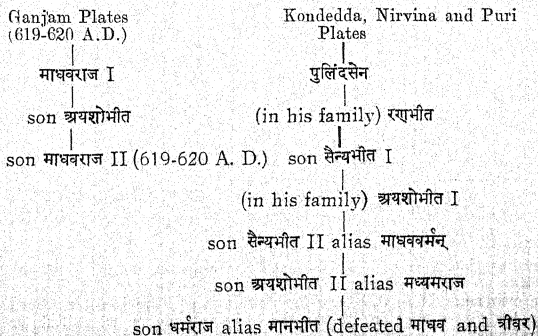 Ganjam Plates Kondedda, Nirvina and Puri
(619-620 A.D.) Plates
माधवराज I पुलिंदसेन
son अयशोभीत (in his family) रणभीत
son माधवराज II (619-620 A. D.) son सैन्यभीत I
(in his family) अयशोभीत I
son सैन्यभीत II alias माधववर्मन्
son अयशोभीत II alias मध्यमराज
son धर्मराज alias मानभीत (defeated माधव and त्रीवर)